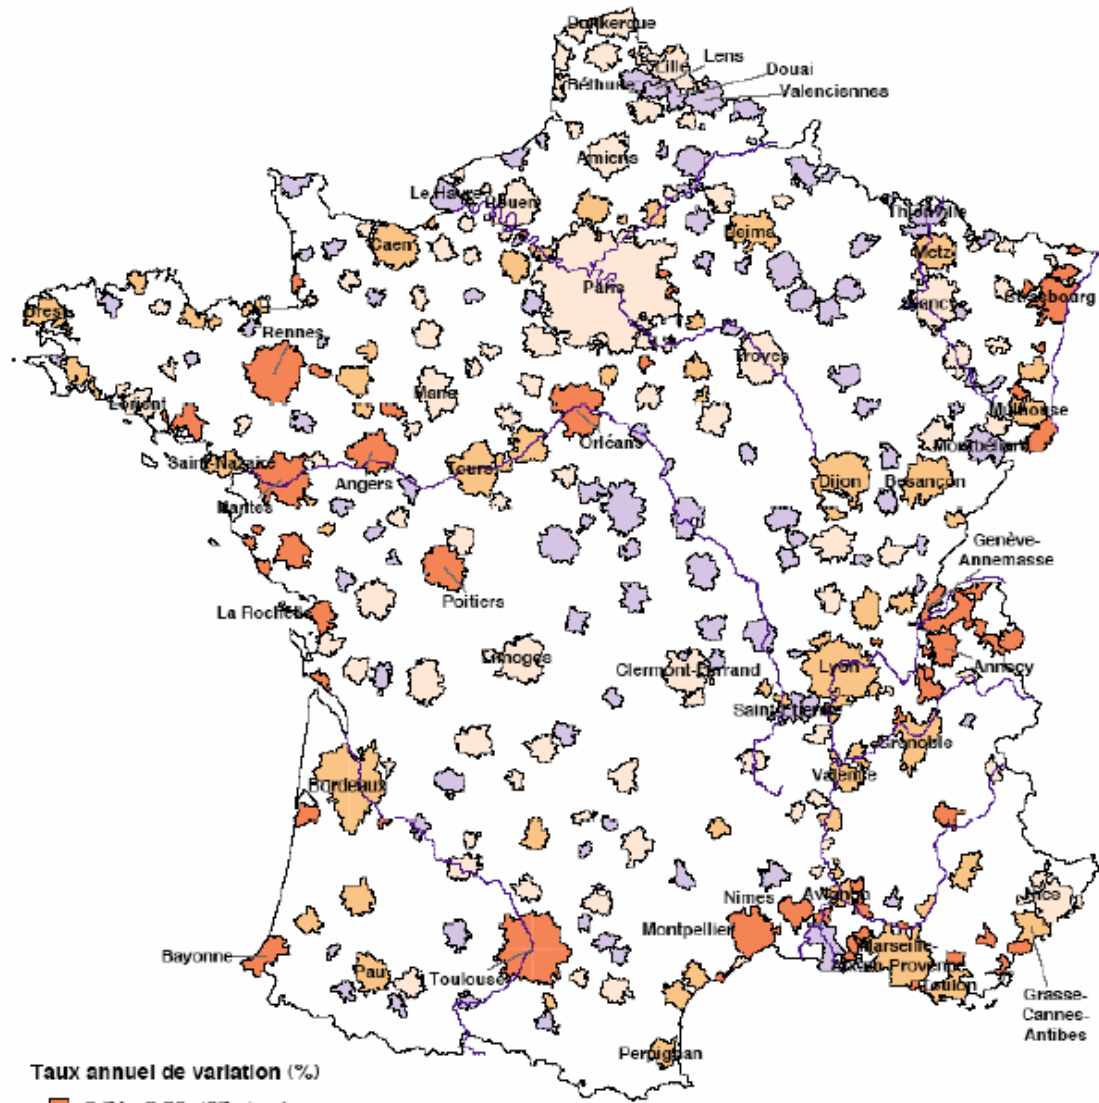 Dunkerque
Lens
Lille
Douai
Béthune
Valenciennes
Amiens
Le Havre
Rouen
Thionville
Caen
Reims
Metz
Paris
Nancy
Strasbourg
Brest
Rennes
Troyes
Lorient
Mans
Mulhouse
Orléans
Montbéliard
Saint-Nazaire
Angers
Tours
Dijon
Besançon
Nantes
Genève-
Annemasse
Poitiers
La Rochelle
Limoges
Clermont-Ferrand
Lyon
Annecy
Saint-Etienne
Grenoble
Valence
Bordeaux
Nîmes
Avignon
Nice
Montpellier
Bayonne
Marseille-
Aix-en-Provence
Pau
Toulouse
Toulon
Grasse-
Cannes-
Antibes
Perpignan
Taux annuel de variation (%)